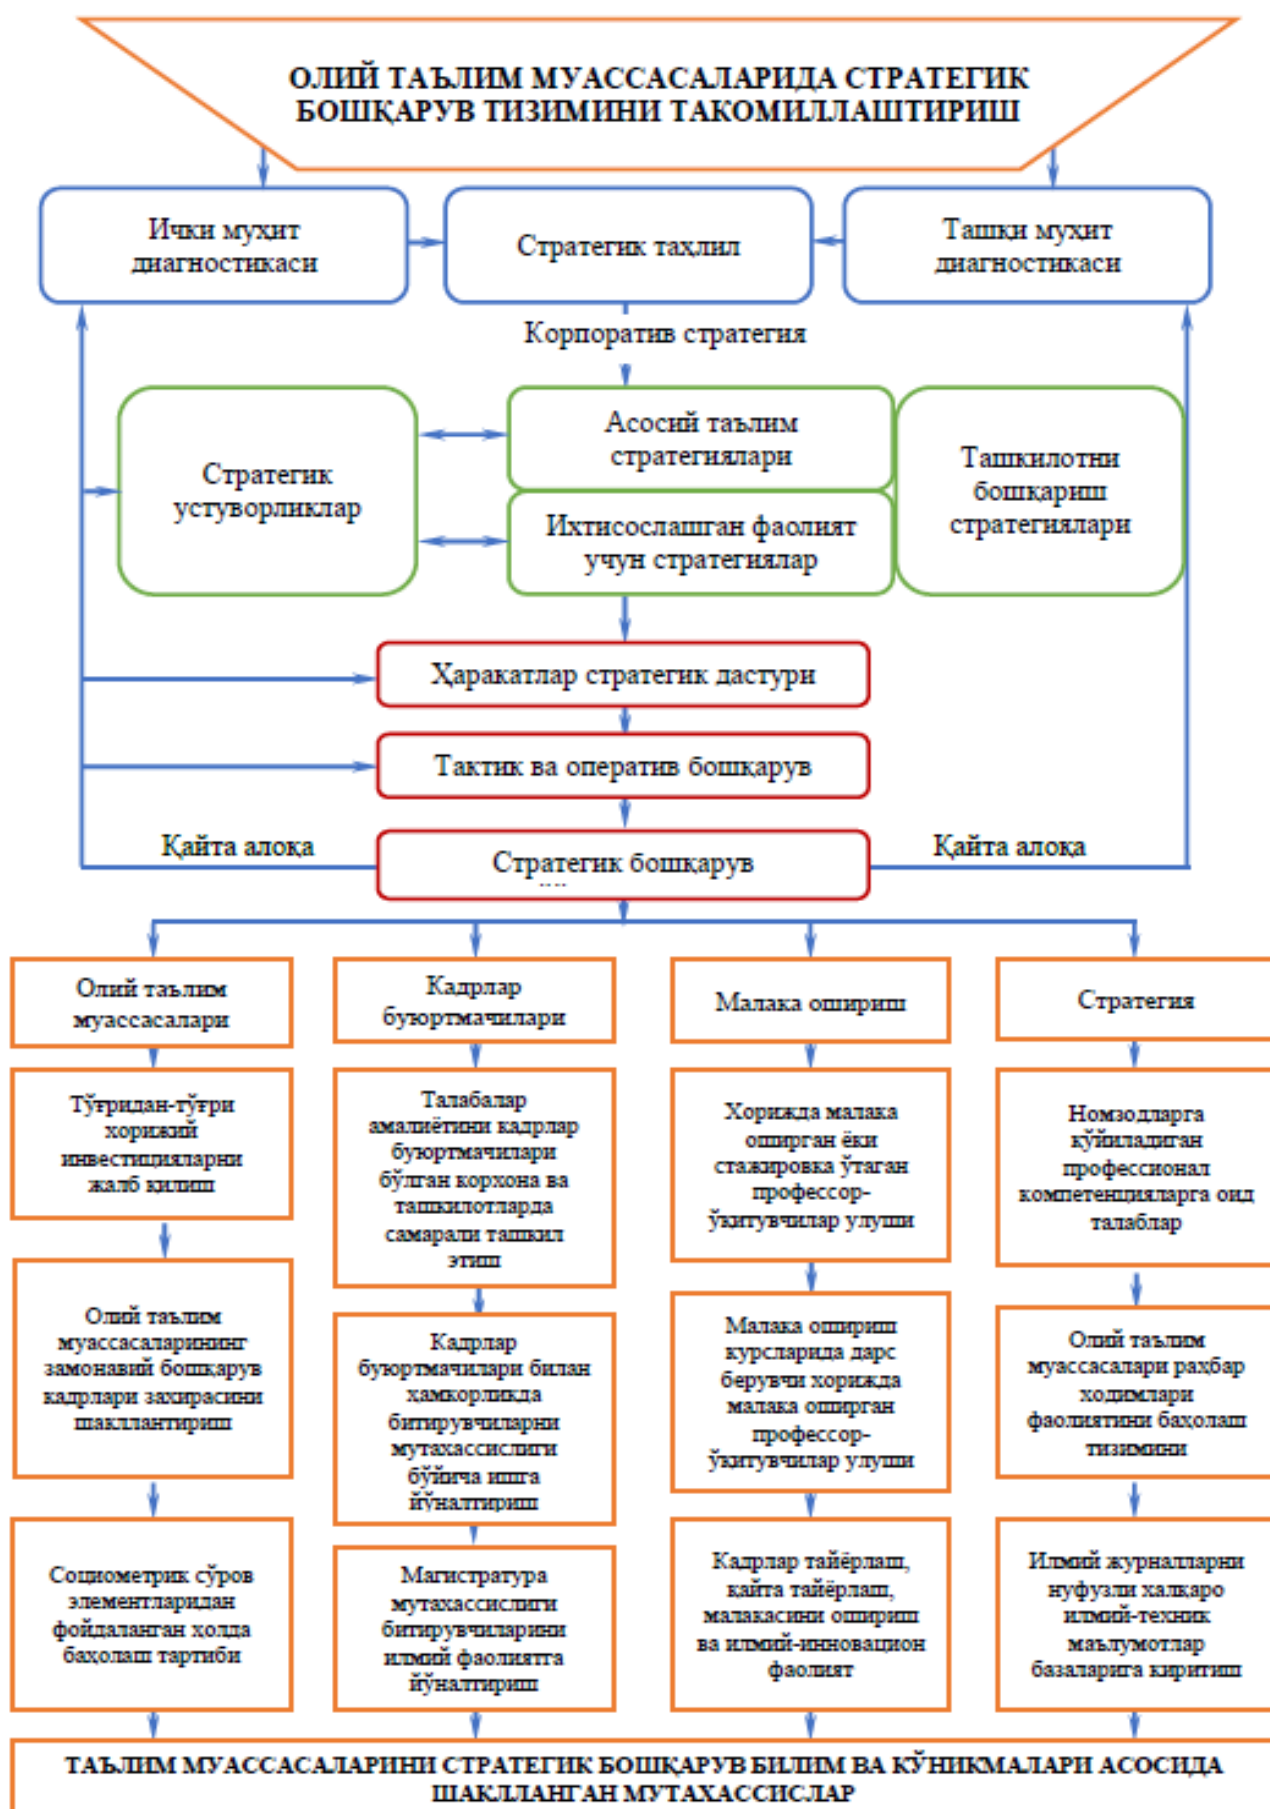 ОЛИЙ ТАЪЛИМ МУАССАСАЛАРИДА СТРАТЕГИК
БОШҚАРУВ ТИЗИМИНИ ТАКОМИЛЛАШТИРИШ
Ички муҳит
диагностикаси
Стратегик таҳлил
Ташқи муҳит
диагностикаси
Корпоратив стратегия
Стратегик
устуворликлар
Асосий таълим
стратегиялари
Ихтисослашган фаолият
учун стратегиялар
Ташкилотни
бошқариш
стратегиялари
Ҳаракатлар стратегик дастури
Тактик ва оператив бошқарув
Қайта алоқа
Стратегик бошқарув
Қайта алоқа
Олий таълим
муассасалари
Кадрлар
буюртмачилари
Малака ошириш
Стратегия
Тўғридан-тўғри
хорижий
инвестицияларни
жалб қилиш
Талабалар
амалиётини кадрлар
буюртмачилари
бўлган корхона ва
ташкилотларда
самарали ташкил
этиш
Хорижда малака
оширган ёки
стажировка ўтаган
профессор-
ўқитувчилар улуши
Номзодларга
қўйиладиган
профессионал
компетенцияларга оид
талаблар
Олий таълим
муассасаларининг
замонавий бошқарув
кадрлари захирасини
шакллантириш
Кадрлар
буюртмачилари билан
ҳамкорликда
битирувчиларни
мутахассислиги
бўйича ишга
йўналтириш
Малака ошириш
курсларида дарс
берувчи хорижда
малака оширган
профессор-
ўқитувчилар улуши
Олий таълим
муассасалари раҳбар
ходимлари
фаолиятини баҳолаш
тизимини
Социометрик сўров
элементларидан
фойдаланган ҳолда
баҳолаш тартиби
Магистратура
мутахассислиги
битирувчиларини
илмий фаолиятга
йўналтириш
Кадрлар тайёрлаш,
қайта тайёрлаш,
малакасини ошириш
ва илмий-инновацион
фаолият
Илмий журналларни
нуфузли халқаро
илмий-техник
маълумотлар
базаларига киритиш
ТАЪЛИМ МУАССАСАЛАРИНИ СТРАТЕГИК БОШҚАРУВ БИЛИМ ВА КЎНИКМАЛАРИ АСОСИДА
ШАКЛЛАНГАН МУТАХАССИСЛАР